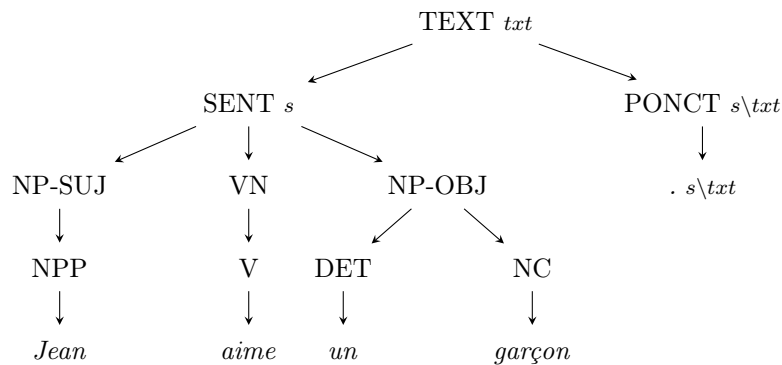 TEXT txt
SENT s PONCT s\txt
NP-SUJ VN NP-OBJ . s\txt
NPP V DET NC
Jean aime un garçon